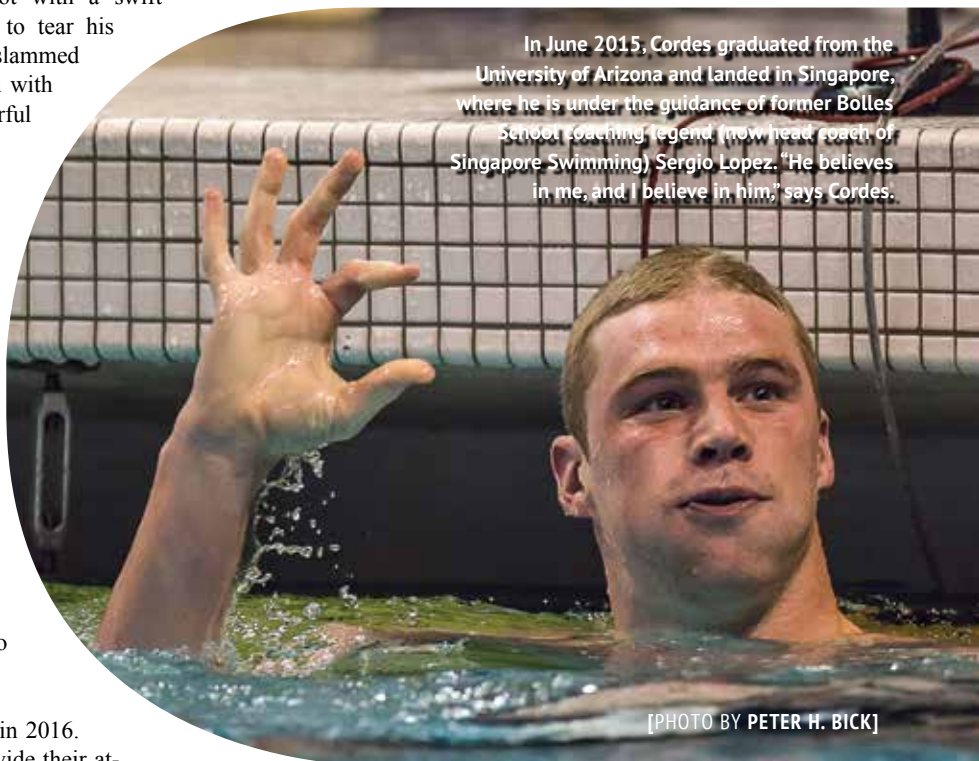 ot with a swift
to tear his
slammed
with
rful
In June 2015, Cordes graduated from the
University of Arizona and landed in Singapore,
where he is under the guidance of former Bolles
School coaching legend (now head coach of
Singapore Swimming) Sergio Lopez. “He believes
in me, and I believe in him,” says Cordes.
o
in 2016.
vide their at-
[PHOTO BY PETER H. BICK]